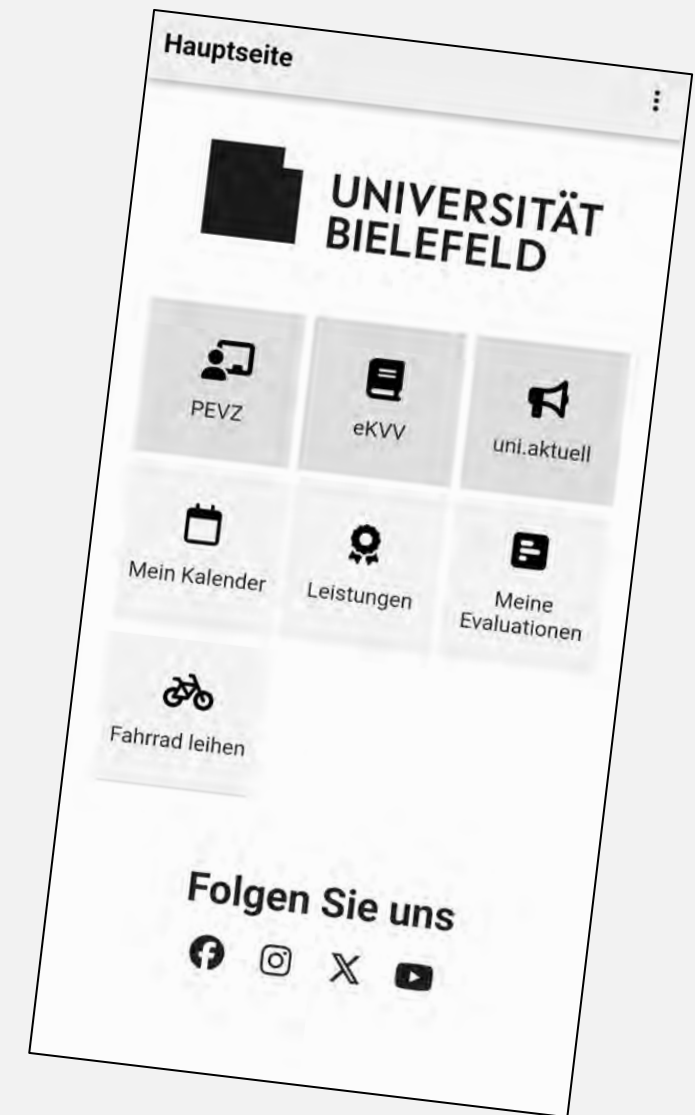 Hauptseite
UNIVERSITÄT
BIELEFELD
PEVZ
eKVV
uni.aktuell
Mein Kalender
Leistungen
Meine
Evaluationen
Fahrrad leihen
Folgen Sie uns